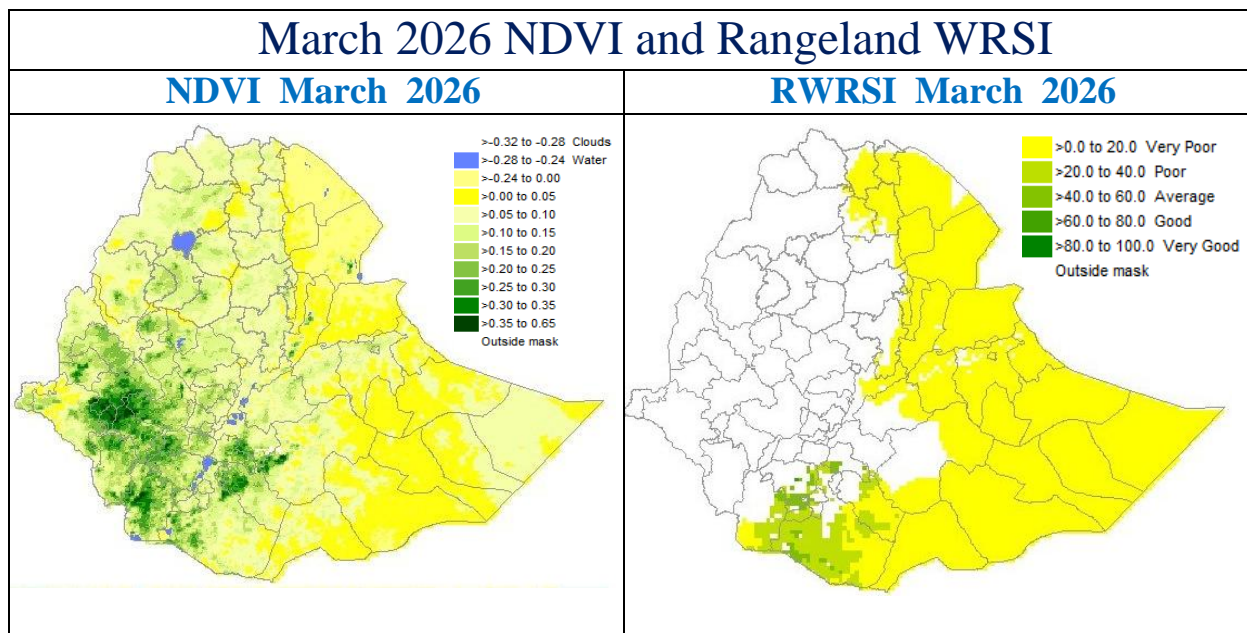 March 2026 NDVI and Rangeland WRSI
NDVI March 2026
RWRSI March 2026
>-0.32 to -0.28 Clouds
>-0.28 to -0.24 Water
>-0.24 to 0.00
>0.00 to 0.05
>0.05 to 0.10
>0.10 to 0.15
>0.15 to 0.20
>0.20 to 0.25
>0.25 to 0.30
>0.30 to 0.35
>0.35 to 0.65
Outside mask
>0.0 to 20.0 Very Poor
>20.0 to 40.0 Poor
>40.0 to 60.0 Average
>60.0 to 80.0 Good
>80.0 to 100.0 Very Good
Outside mask